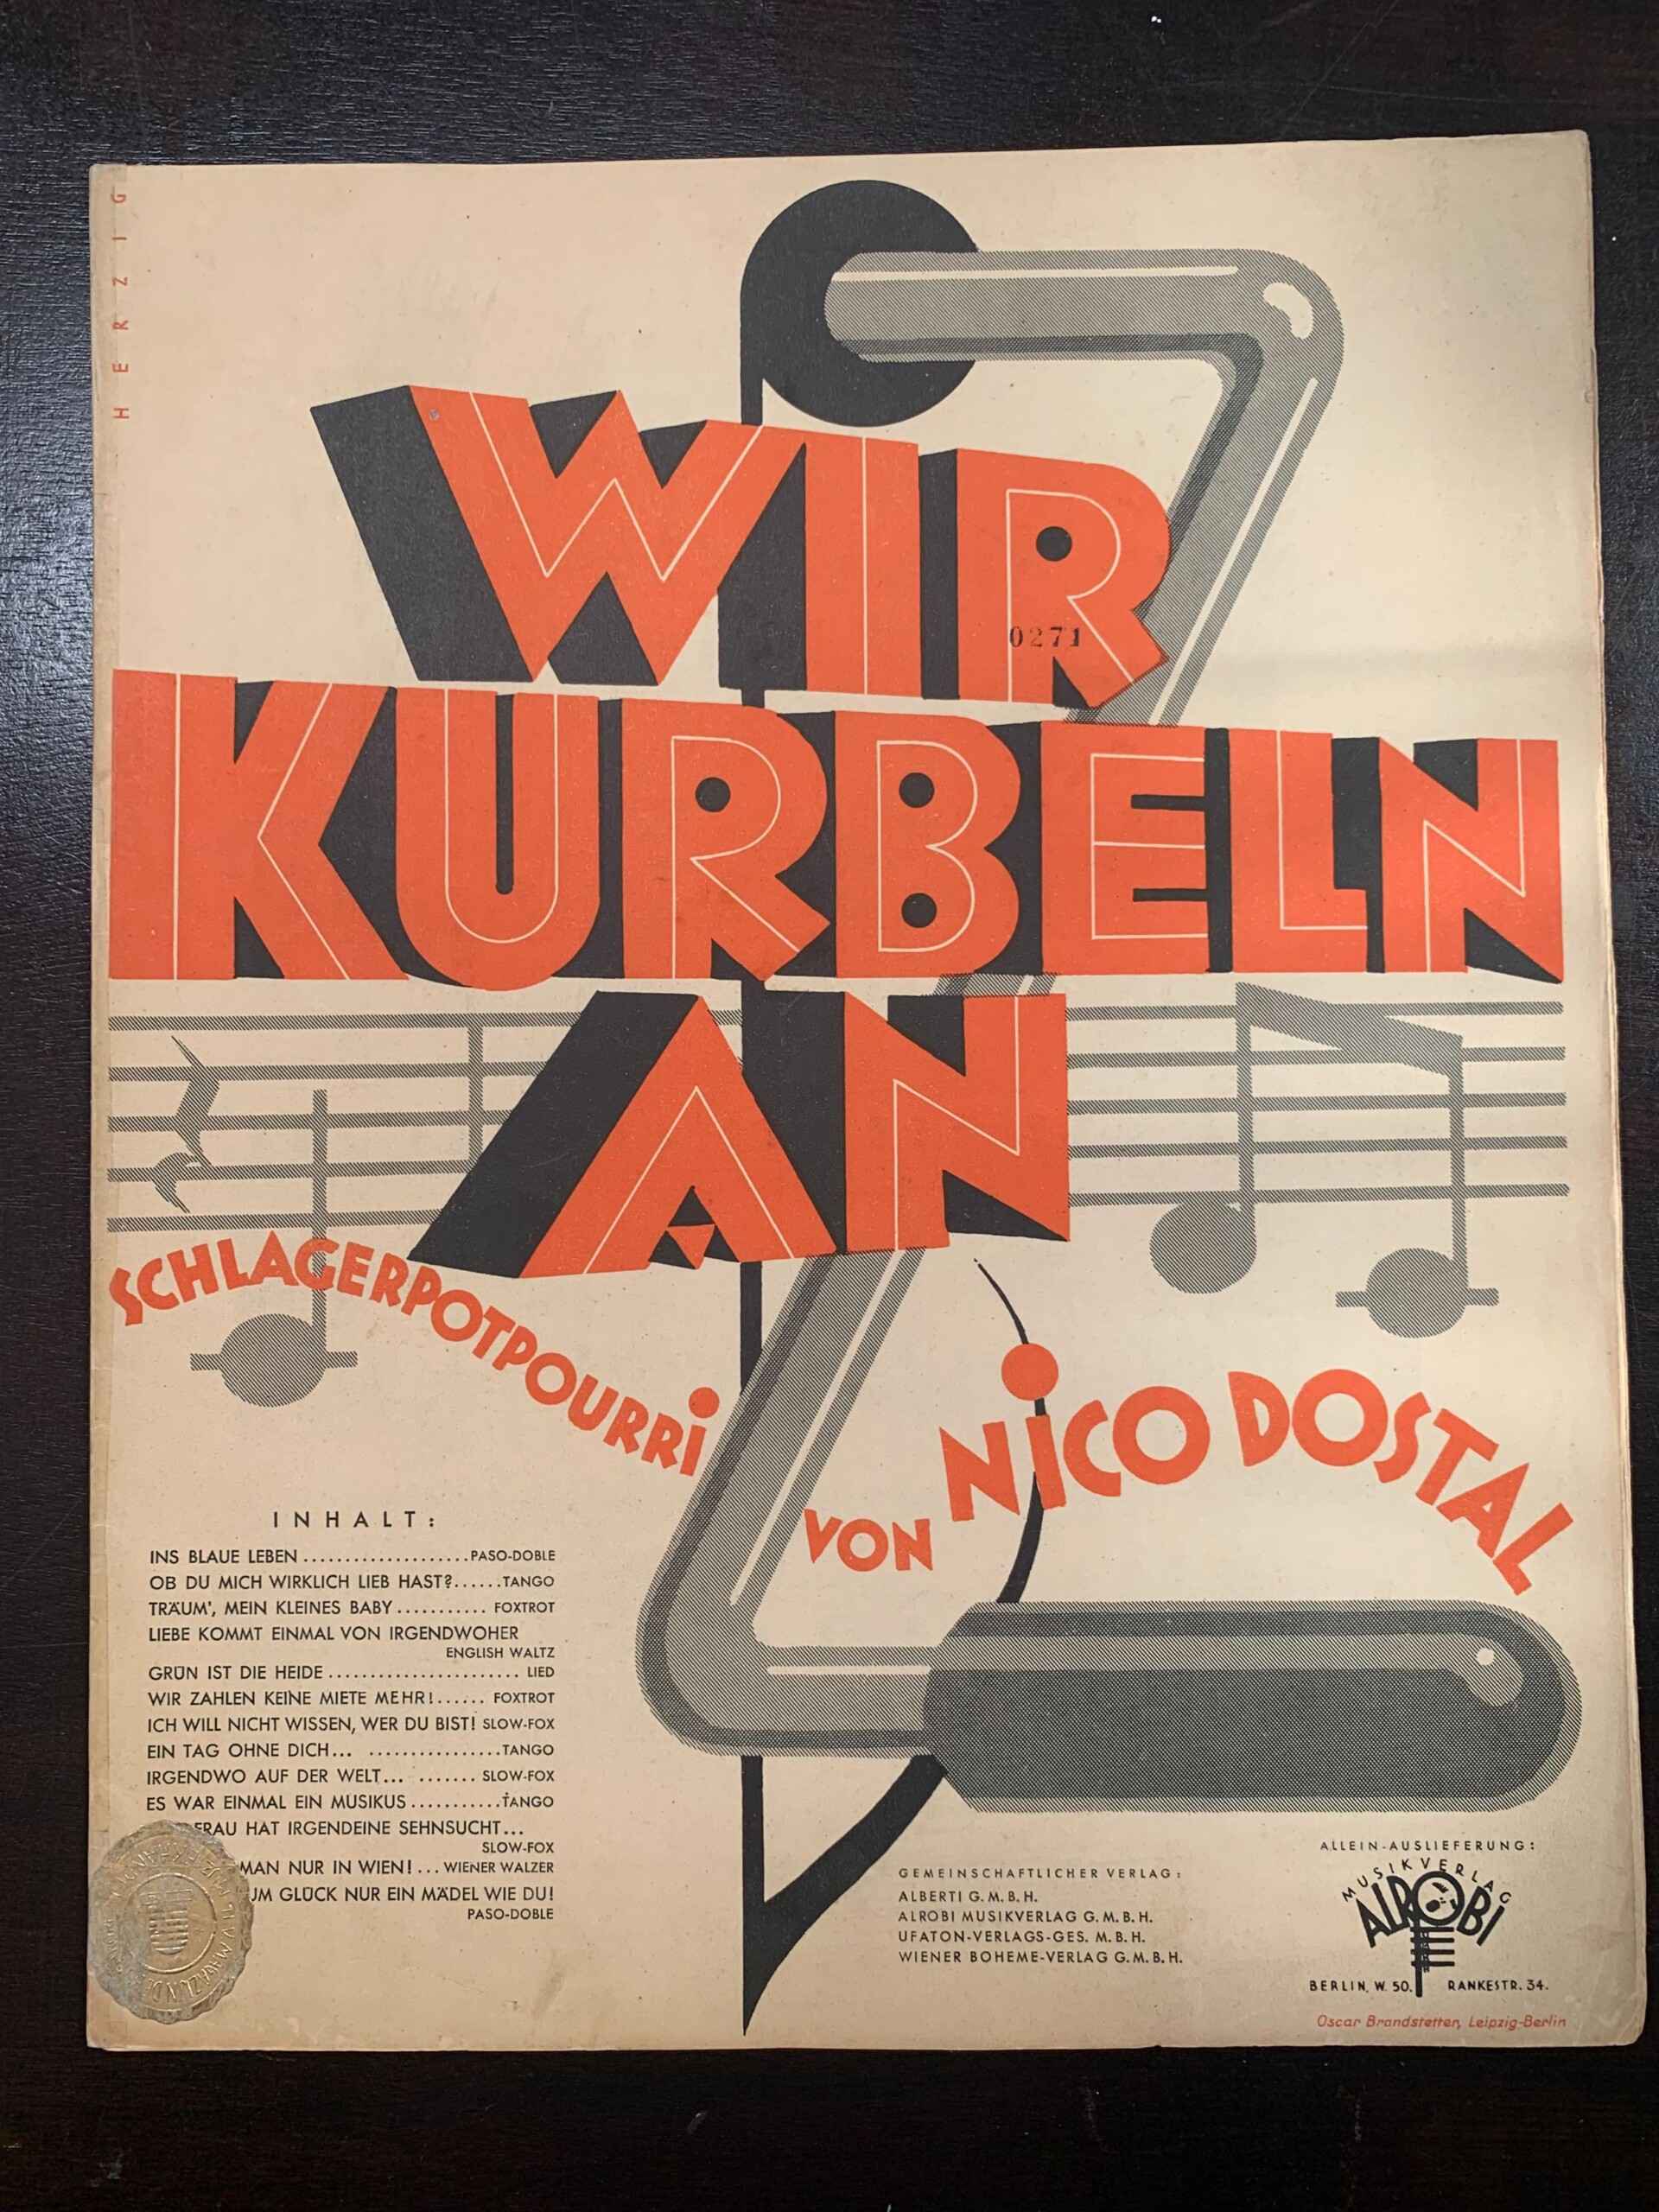 HERZIG
WIR
0271
KURBELN
AN
SCHLAGERPOTPOURRI
VON NICO DOSTAL
INHALT:
INS BLAUE LEBEN .................... PASO-DOBLE
OB DU MICH WIRKLICH LIEB HAST?...... TANGO
TRÄUM', MEIN KLEINES BABY ........... FOXTROT
LIEBE KOMMT EINMAL VON IRGENDWOHER
ENGLISH WALTZ
GRÜN IST DIE HEIDE ....................... LIED
WIR ZAHLEN KEINE MIETE MEHR!...... FOXTROT
ICH WILL NICHT WISSEN, WER DU BIST! SLOW-FOX
EIN TAG OHNE DICH... ................ TANGO
IRGENDWO AUF DER WELT... ....... SLOW-FOX
ES WAR EINMAL EIN MUSIKUS ........... TANGO
FRAU HAT IRGENDEINE SEHNSUCHT...
SLOW-FOX
MAN NUR IN WIEN! ... WIENER WALZER
UM GLÜCK NUR EIN MÄDEL WIE DU!
PASO-DOBLE
GEMEINSCHAFTLICHER VERLAG:
ALBERTI G. M. B. H.
ALROBI MUSIKVERLAG G. M. B. H.
UFATON-VERLAGS-GES. M. B. H.
WIENER BOHEME-VERLAG G. M. B. H.
ALLEIN-AUSLIEFERUNG:
MUSIKVERLAG
ALROBI
BERLIN, W. 50. RANKESTR. 34.
Oscar Brandstetter, Leipzig-Berlin